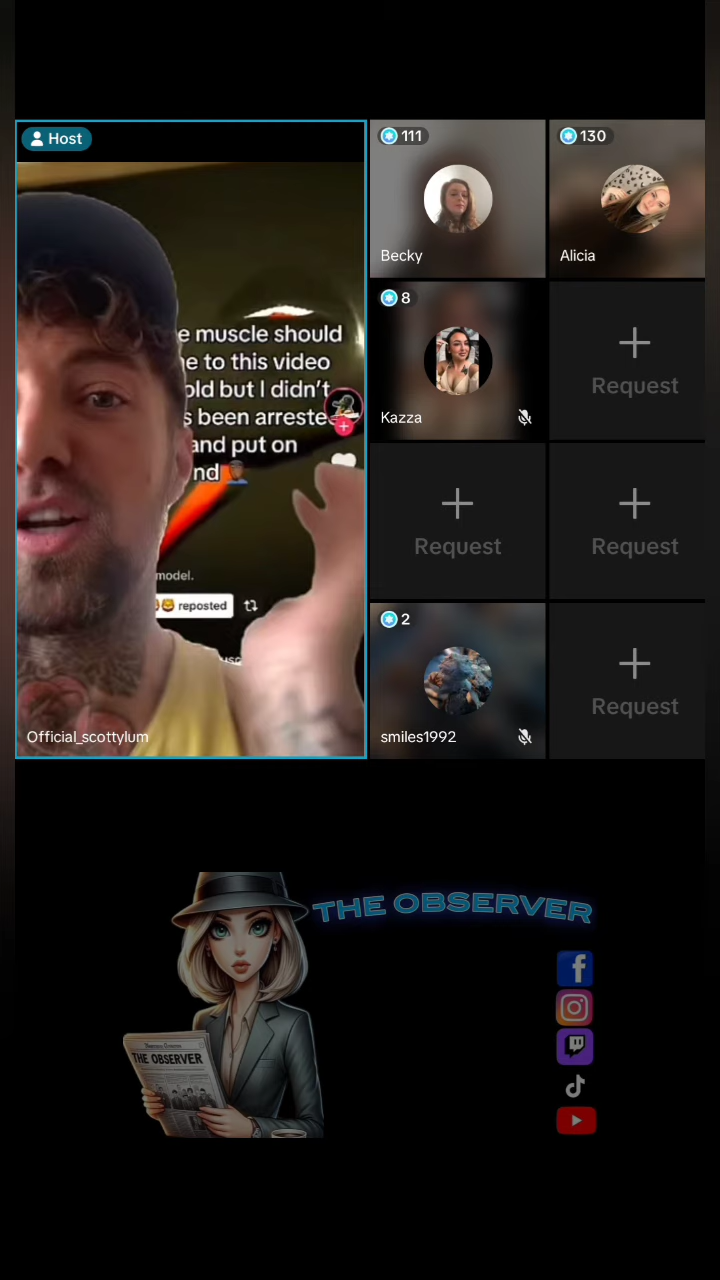 Host
e muscle should
e to this video
old but I didn't
s been arreste
and put on
nd
model.
reposted
Official_scottylum
111
Becky
130
Alicia
8
Kazza
Request
Request
Request
2
smiles1992
Request
THE OBSERVER
THE OBSERVER